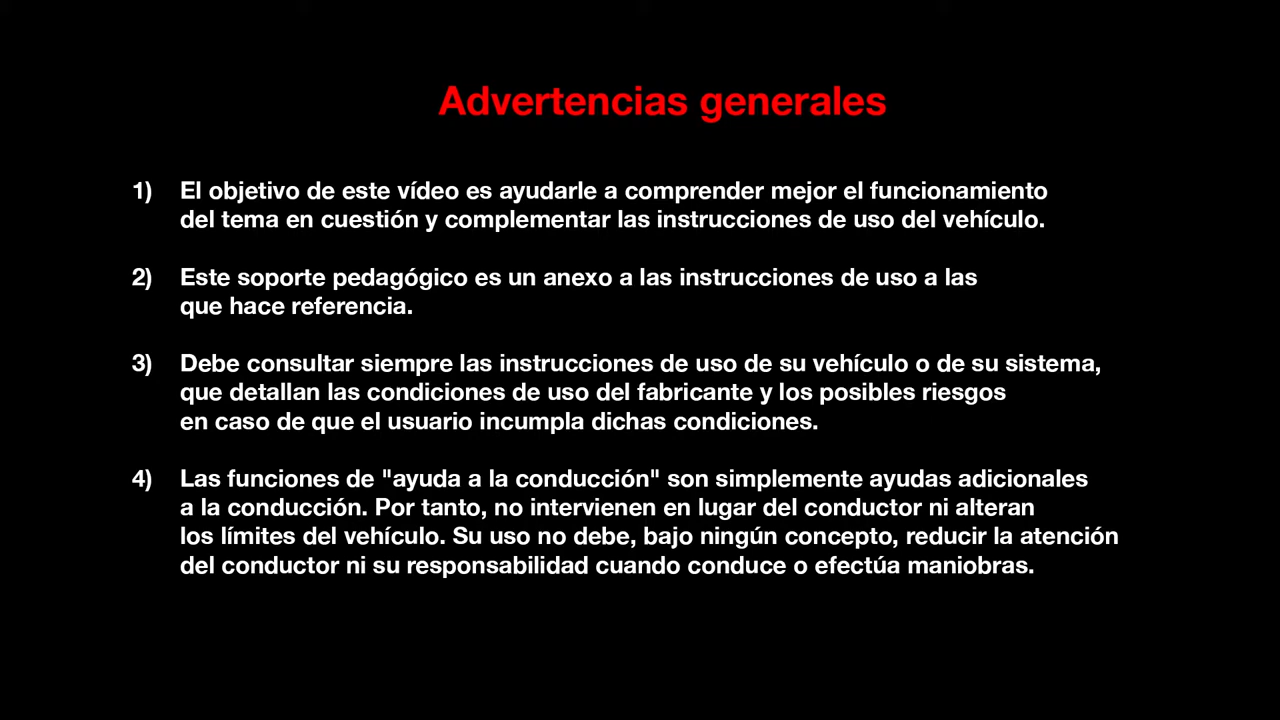 Advertencias generales
1) El objetivo de este vídeo es ayudarle a comprender mejor el funcionamiento
del tema en cuestión y complementar las instrucciones de uso del vehículo.
2) Este soporte pedagógico es un anexo a las instrucciones de uso a las
que hace referencia.
3) Debe consultar siempre las instrucciones de uso de su vehículo o de su sistema,
que detallan las condiciones de uso del fabricante y los posibles riesgos
en caso de que el usuario incumpla dichas condiciones.
4) Las funciones de "ayuda a la conducción" son simplemente ayudas adicionales
a la conducción. Por tanto, no intervienen en lugar del conductor ni alteran
los límites del vehículo. Su uso no debe, bajo ningún concepto, reducir la atención
del conductor ni su responsabilidad cuando conduce o efectúa maniobras.